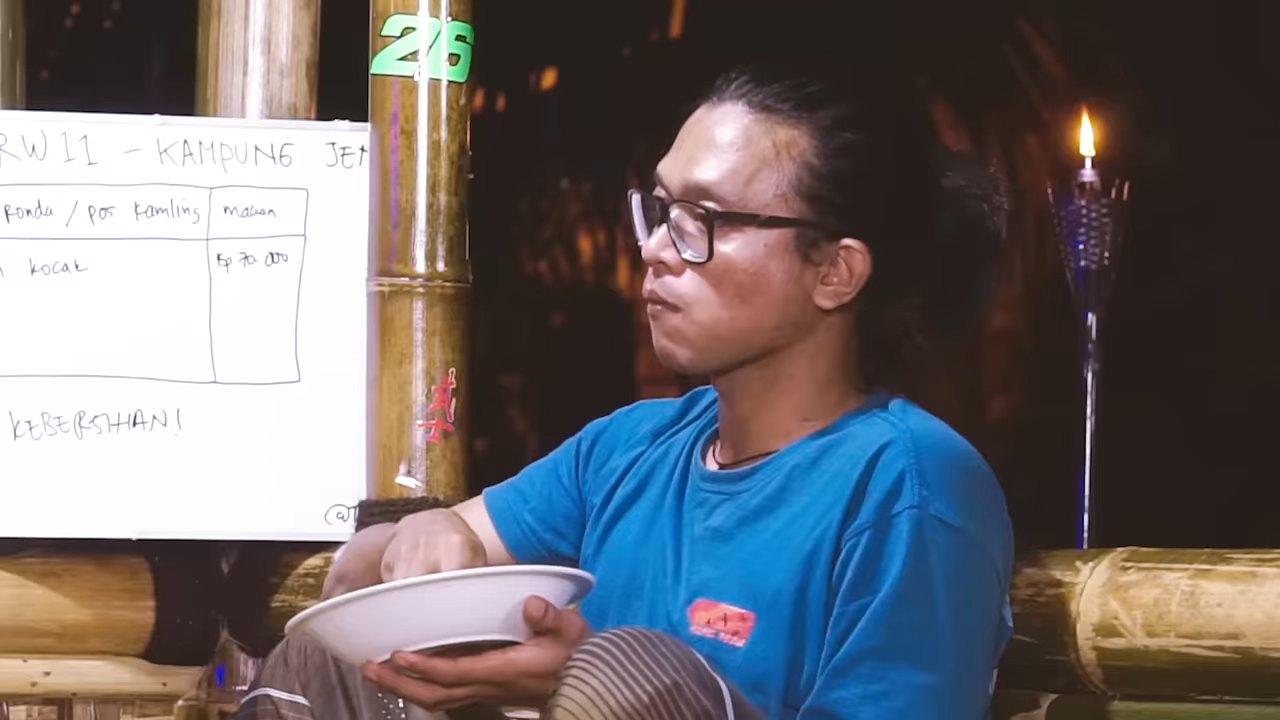 26
RW 11 - KAMPUNG JE
Ronda / pos kamling
makan
kocak
Rp 70.000
KEBERSIHAN!